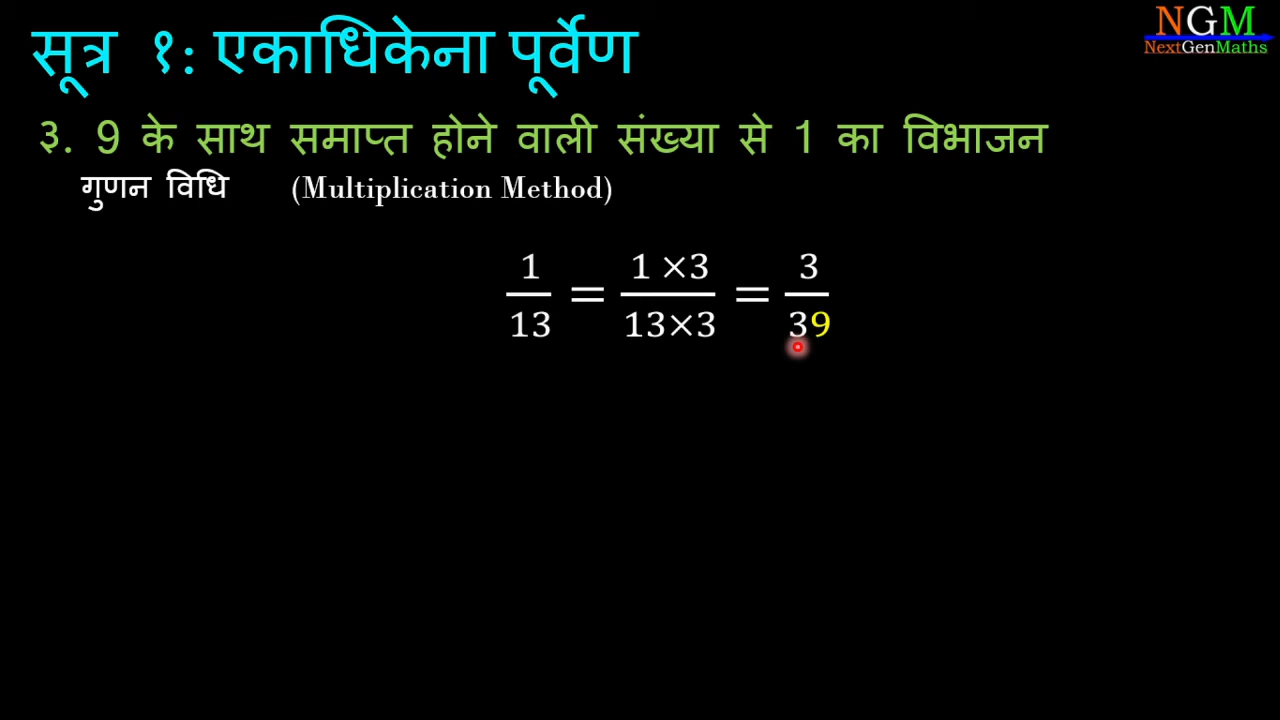 सूत्र १: एकाधिकेना पूर्वेण
NGM
NextGenMaths
३. 9 के साथ समाप्त होने वाली संख्या से 1 का विभाजन
गुणन विधि (Multiplication Method)
1/13 = 1 ×3/13×3 = 3/39